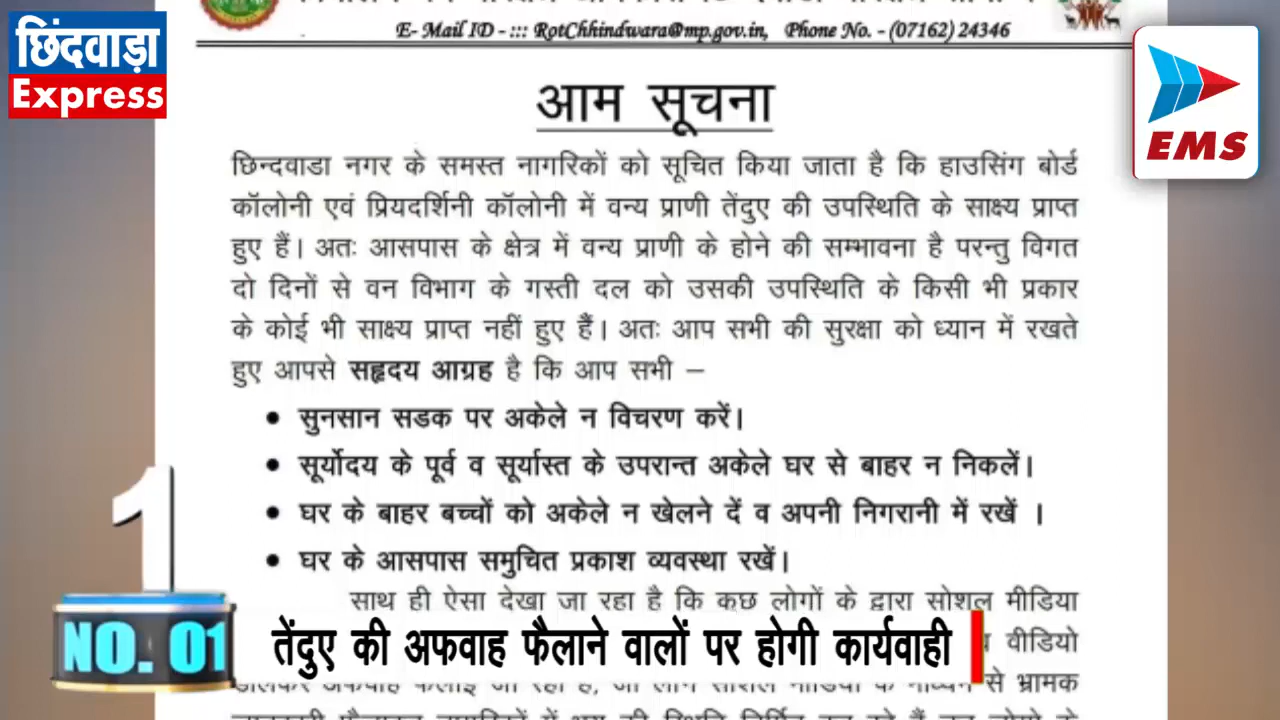 छिंदवाड़ा
Express
E- Mail ID - ::: RotChhindwara@mp.gov.in, Phone No. - (07162) 24346
EMS
आम सूचना
छिन्दवाडा नगर के समस्त नागरिकों को सूचित किया जाता है कि हाउसिंग बोर्ड
कॉलोनी एवं प्रियदर्शिनी कॉलोनी में वन्य प्राणी तेंदुए की उपस्थिति के साक्ष्य प्राप्त
हुए हैं। अतः आसपास के क्षेत्र में वन्य प्राणी के होने की सम्भावना है परन्तु विगत
दो दिनों से वन विभाग के गस्ती दल को उसकी उपस्थिति के किसी भी प्रकार
के कोई भी साक्ष्य प्राप्त नहीं हुए हैं। अतः आप सभी की सुरक्षा को ध्यान में रखते
हुए आपसे सहृदय आग्रह है कि आप सभी –
• सुनसान सडक पर अकेले न विचरण करें।
• सूर्योदय के पूर्व व सूर्यास्त के उपरान्त अकेले घर से बाहर न निकलें।
• घर के बाहर बच्चों को अकेले न खेलने दें व अपनी निगरानी में रखें ।
• घर के आसपास समुचित प्रकाश व्यवस्था रखें।
साथ ही ऐसा देखा जा रहा है कि कुछ लोगों के द्वारा सोशल मीडिया
वीडियो
से भ्रामक
1
NO. 01
तेंदुए की अफवाह फैलाने वालों पर होगी कार्यवाही